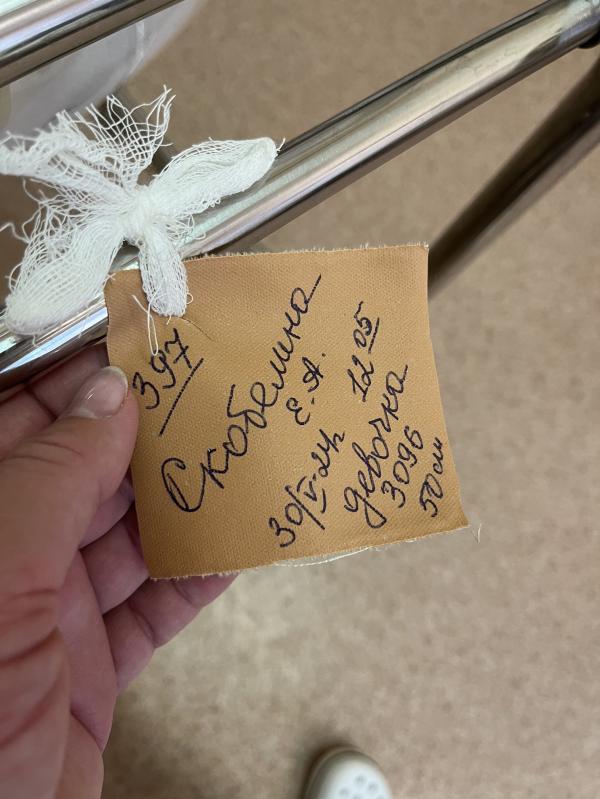 397
Скобелина
Е.А.
30/V-24г 12 05
девочка
3096
50см